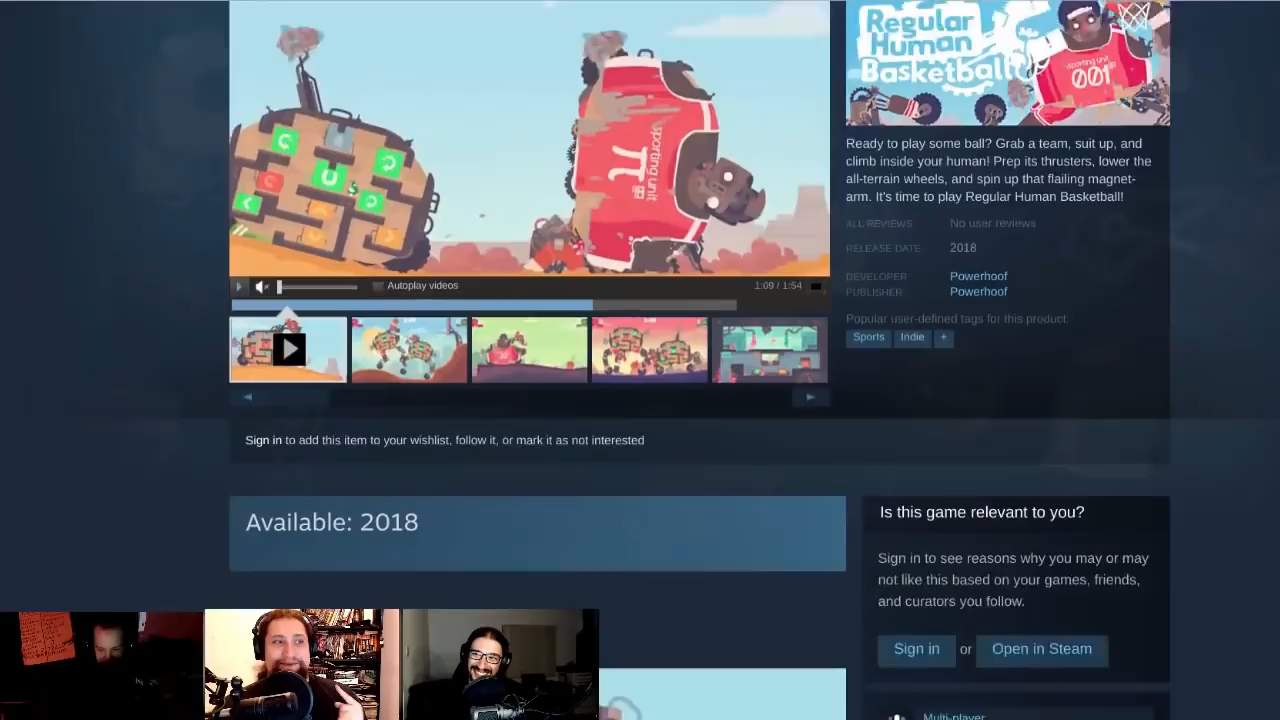 Regular
Human
Basketball
sporting unit
001
sporting unit
Ready to play some ball? Grab a team, suit up, and
climb inside your human! Prep its thrusters, lower the
all-terrain wheels, and spin up that flailing magnet-
arm. It's time to play Regular Human Basketball!
ALL REVIEWS No user reviews
RELEASE DATE 2018
DEVELOPER Powerhoof
PUBLISHER Powerhoof
Popular user-defined tags for this product:
Sports Indie +
Autoplay videos 1:09 / 1:54
Sign in to add this item to your wishlist, follow it, or mark it as not interested
Available: 2018
Is this game relevant to you?
Sign in to see reasons why you may or may
not like this based on your games, friends,
and curators you follow.
Sign in or Open in Steam
Multi-player